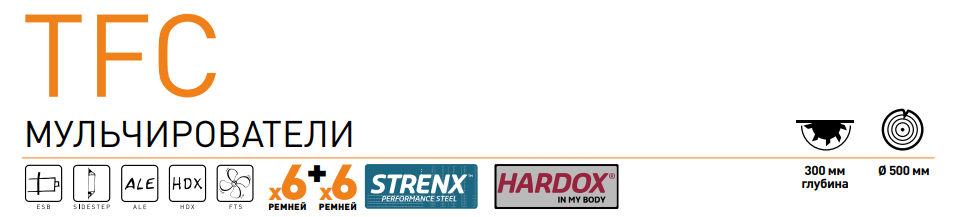 TFC
МУЛЬЧИРОВАТЕЛИ
300 мм
глубина
Ø 500 мм
ESB
SIDESTEP
ALE
ALE
HDX
HDX
FTS
x6
РЕМНЕЙ
+
x6
РЕМНЕЙ
STRENX™
PERFORMANCE STEEL
HARDOX®
IN MY BODY